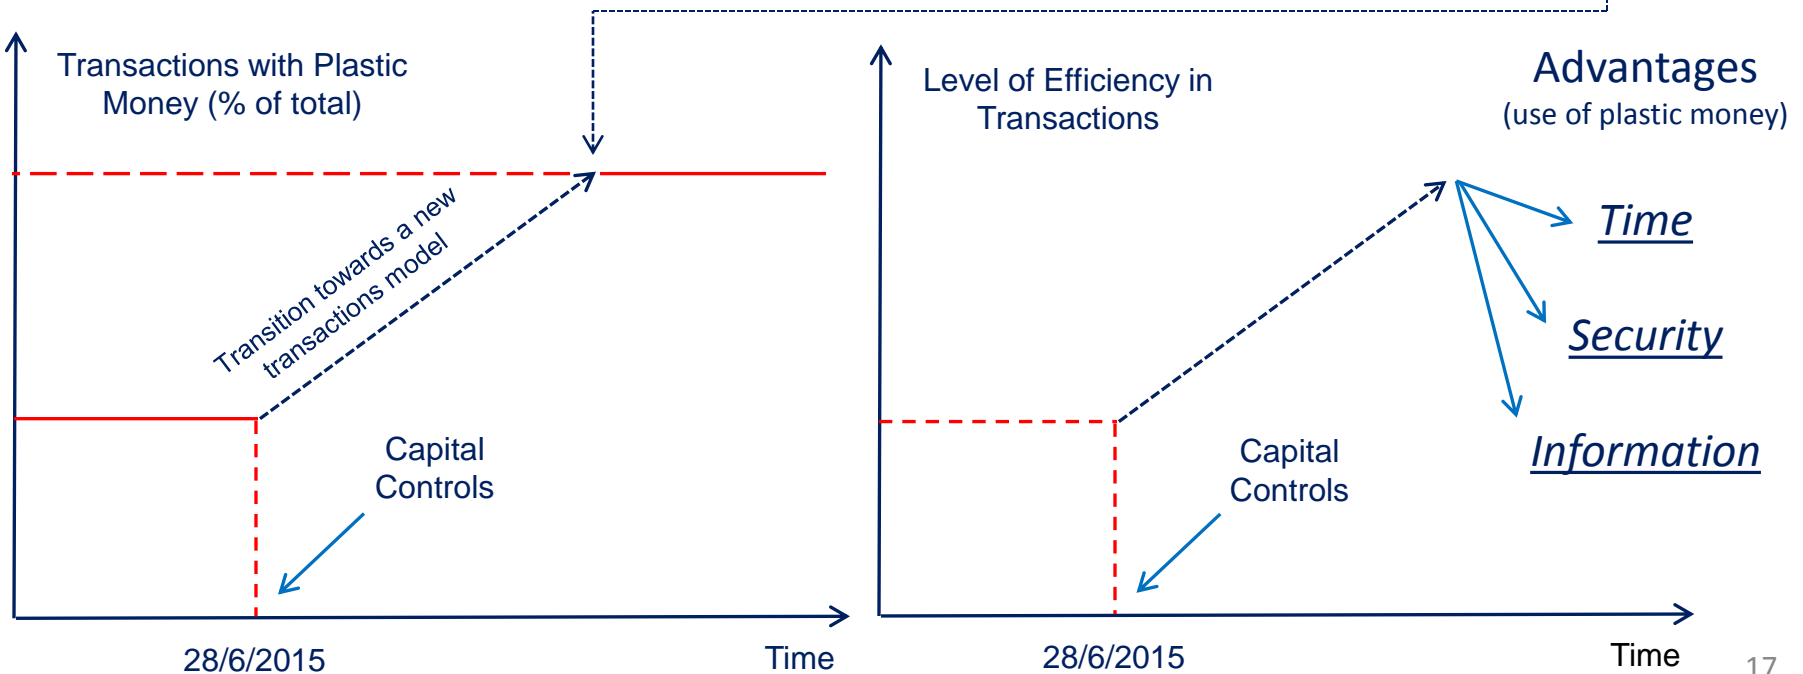 Transactions with Plastic
Money (% of total)
Transition towards a new
transactions model
Capital
Controls
28/6/2015
Time
Level of Efficiency in
Transactions
Capital
Controls
28/6/2015
Time
Advantages
(use of plastic money)
Time
Security
Information
17